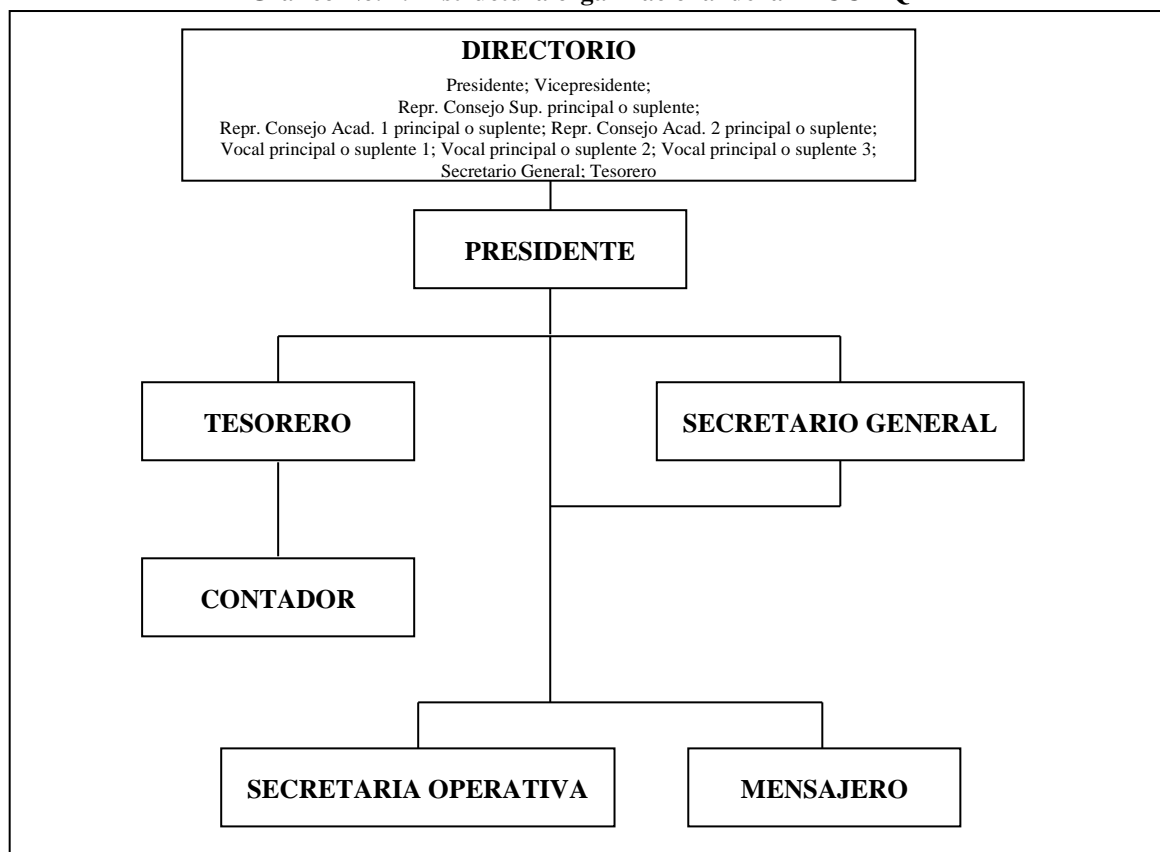 DIRECTORIO
Presidente; Vicepresidente;
Repr. Consejo Sup. principal o suplente;
Repr. Consejo Acad. 1 principal o suplente; Repr. Consejo Acad. 2 principal o suplente;
Vocal principal o suplente 1; Vocal principal o suplente 2; Vocal principal o suplente 3;
Secretario General; Tesorero
PRESIDENTE
TESORERO
SECRETARIO GENERAL
CONTADOR
SECRETARIA OPERATIVA
MENSAJERO